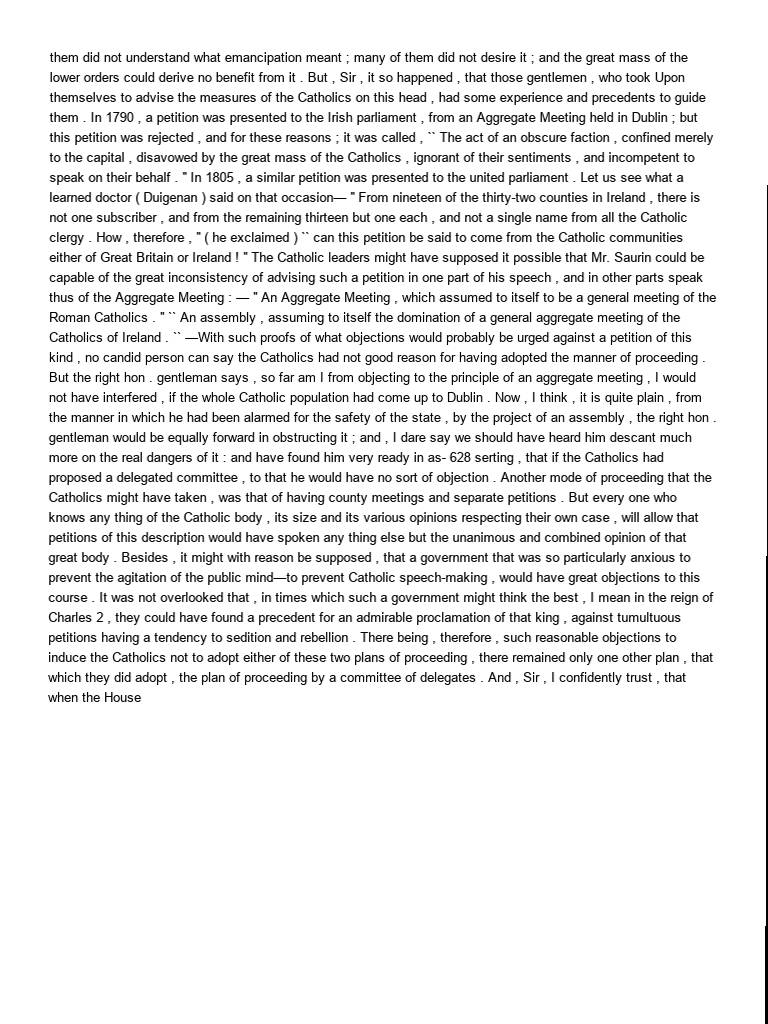 them did not understand what emancipation meant ; many of them did not desire it ; and the great mass of the
lower orders could derive no benefit from it . But , Sir , it so happened , that those gentlemen , who took Upon
themselves to advise the measures of the Catholics on this head , had some experience and precedents to guide
them . In 1790 , a petition was presented to the Irish parliament , from an Aggregate Meeting held in Dublin ; but
this petition was rejected , and for these reasons ; it was called , `` The act of an obscure faction , confined merely
to the capital , disavowed by the great mass of the Catholics , ignorant of their sentiments , and incompetent to
speak on their behalf . " In 1805 , a similar petition was presented to the united parliament . Let us see what a
learned doctor ( Duigenan ) said on that occasion— " From nineteen of the thirty-two counties in Ireland , there is
not one subscriber , and from the remaining thirteen but one each , and not a single name from all the Catholic
clergy . How , therefore , " ( he exclaimed ) `` can this petition be said to come from the Catholic communities
either of Great Britain or Ireland ! " The Catholic leaders might have supposed it possible that Mr. Saurin could be
capable of the great inconsistency of advising such a petition in one part of his speech , and in other parts speak
thus of the Aggregate Meeting : — " An Aggregate Meeting , which assumed to itself to be a general meeting of the
Roman Catholics . " `` An assembly , assuming to itself the domination of a general aggregate meeting of the
Catholics of Ireland . `` —With such proofs of what objections would probably be urged against a petition of this
kind , no candid person can say the Catholics had not good reason for having adopted the manner of proceeding .
But the right hon . gentleman says , so far am I from objecting to the principle of an aggregate meeting , I would
not have interfered , if the whole Catholic population had come up to Dublin . Now , I think , it is quite plain , from
the manner in which he had been alarmed for the safety of the state , by the project of an assembly , the right hon .
gentleman would be equally forward in obstructing it ; and , I dare say we should have heard him descant much
more on the real dangers of it : and have found him very ready in as- 628 serting , that if the Catholics had
proposed a delegated committee , to that he would have no sort of objection . Another mode of proceeding that the
Catholics might have taken , was that of having county meetings and separate petitions . But every one who
knows any thing of the Catholic body , its size and its various opinions respecting their own case , will allow that
petitions of this description would have spoken any thing else but the unanimous and combined opinion of that
great body . Besides , it might with reason be supposed , that a government that was so particularly anxious to
prevent the agitation of the public mind—to prevent Catholic speech-making , would have great objections to this
course . It was not overlooked that , in times which such a government might think the best , I mean in the reign of
Charles 2 , they could have found a precedent for an admirable proclamation of that king , against tumultuous
petitions having a tendency to sedition and rebellion . There being , therefore , such reasonable objections to
induce the Catholics not to adopt either of these two plans of proceeding , there remained only one other plan , that
which they did adopt , the plan of proceeding by a committee of delegates . And , Sir , I confidently trust , that
when the House